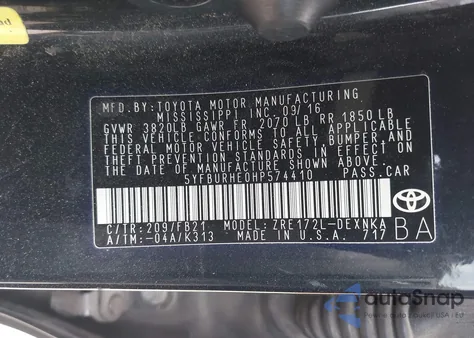 ad
MFD.BY:TOYOTA MOTOR MANUFACTURING
MISSISSIPPI INC. 09/16
GVWR 3820LB GAWR FR 2070 LB RR 1850 LB
THIS VEHICLE CONFORMS TO ALL APPLICABLE
FEDERAL MOTOR VEHICLE SAFETY, BUMPER, AND
THEFT PREVENTION STANDARDS IN EFFECT ON
THE DATE OF MANUFACTURE SHOWN ABOVE.
5YFBURHE0HP574410 PASS.CAR
TOYOTA
C/TR:209/FB21 MODEL:ZRE172L-DEXNKA
A/TM:-04A/K313 MADE IN U.S.A. 717
BA
autoSnap